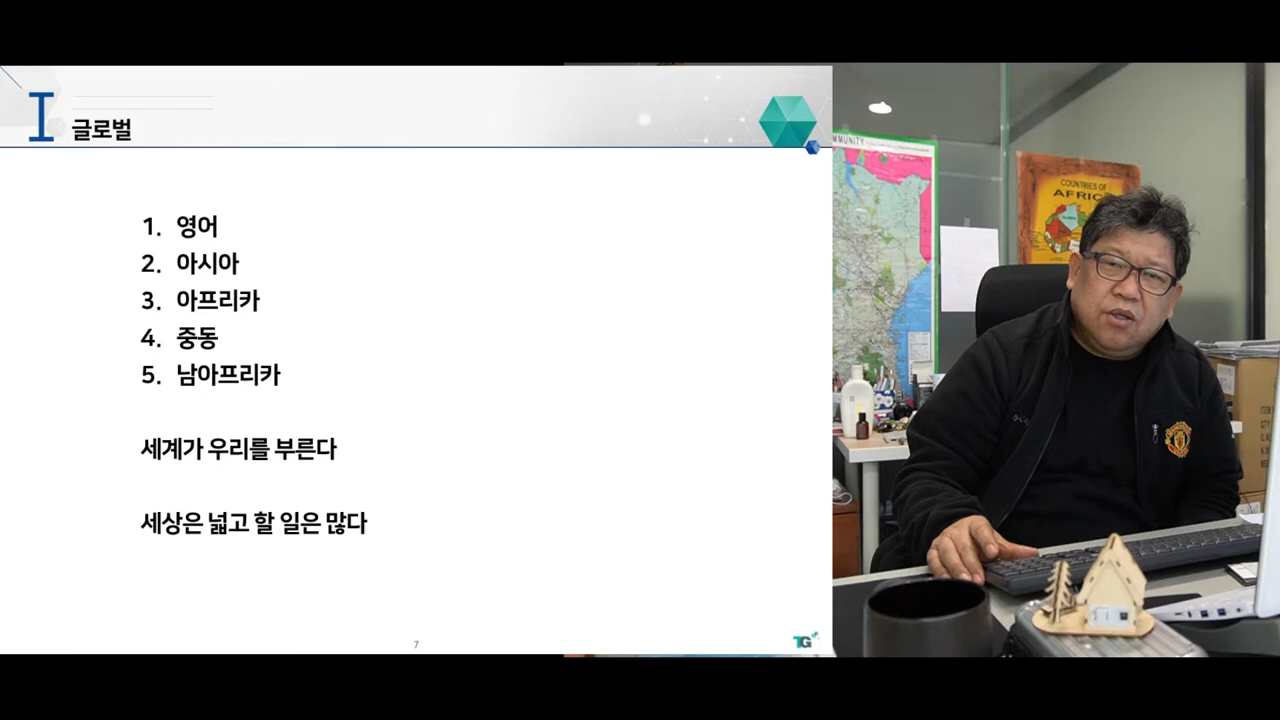 I
글로벌
1. 영어
2. 아시아
3. 아프리카
4. 중동
5. 남아프리카
세계가 우리를 부른다
세상은 넓고 할 일은 많다
7
TG
MMUNITY
COUNTRIES OF
AFRIC